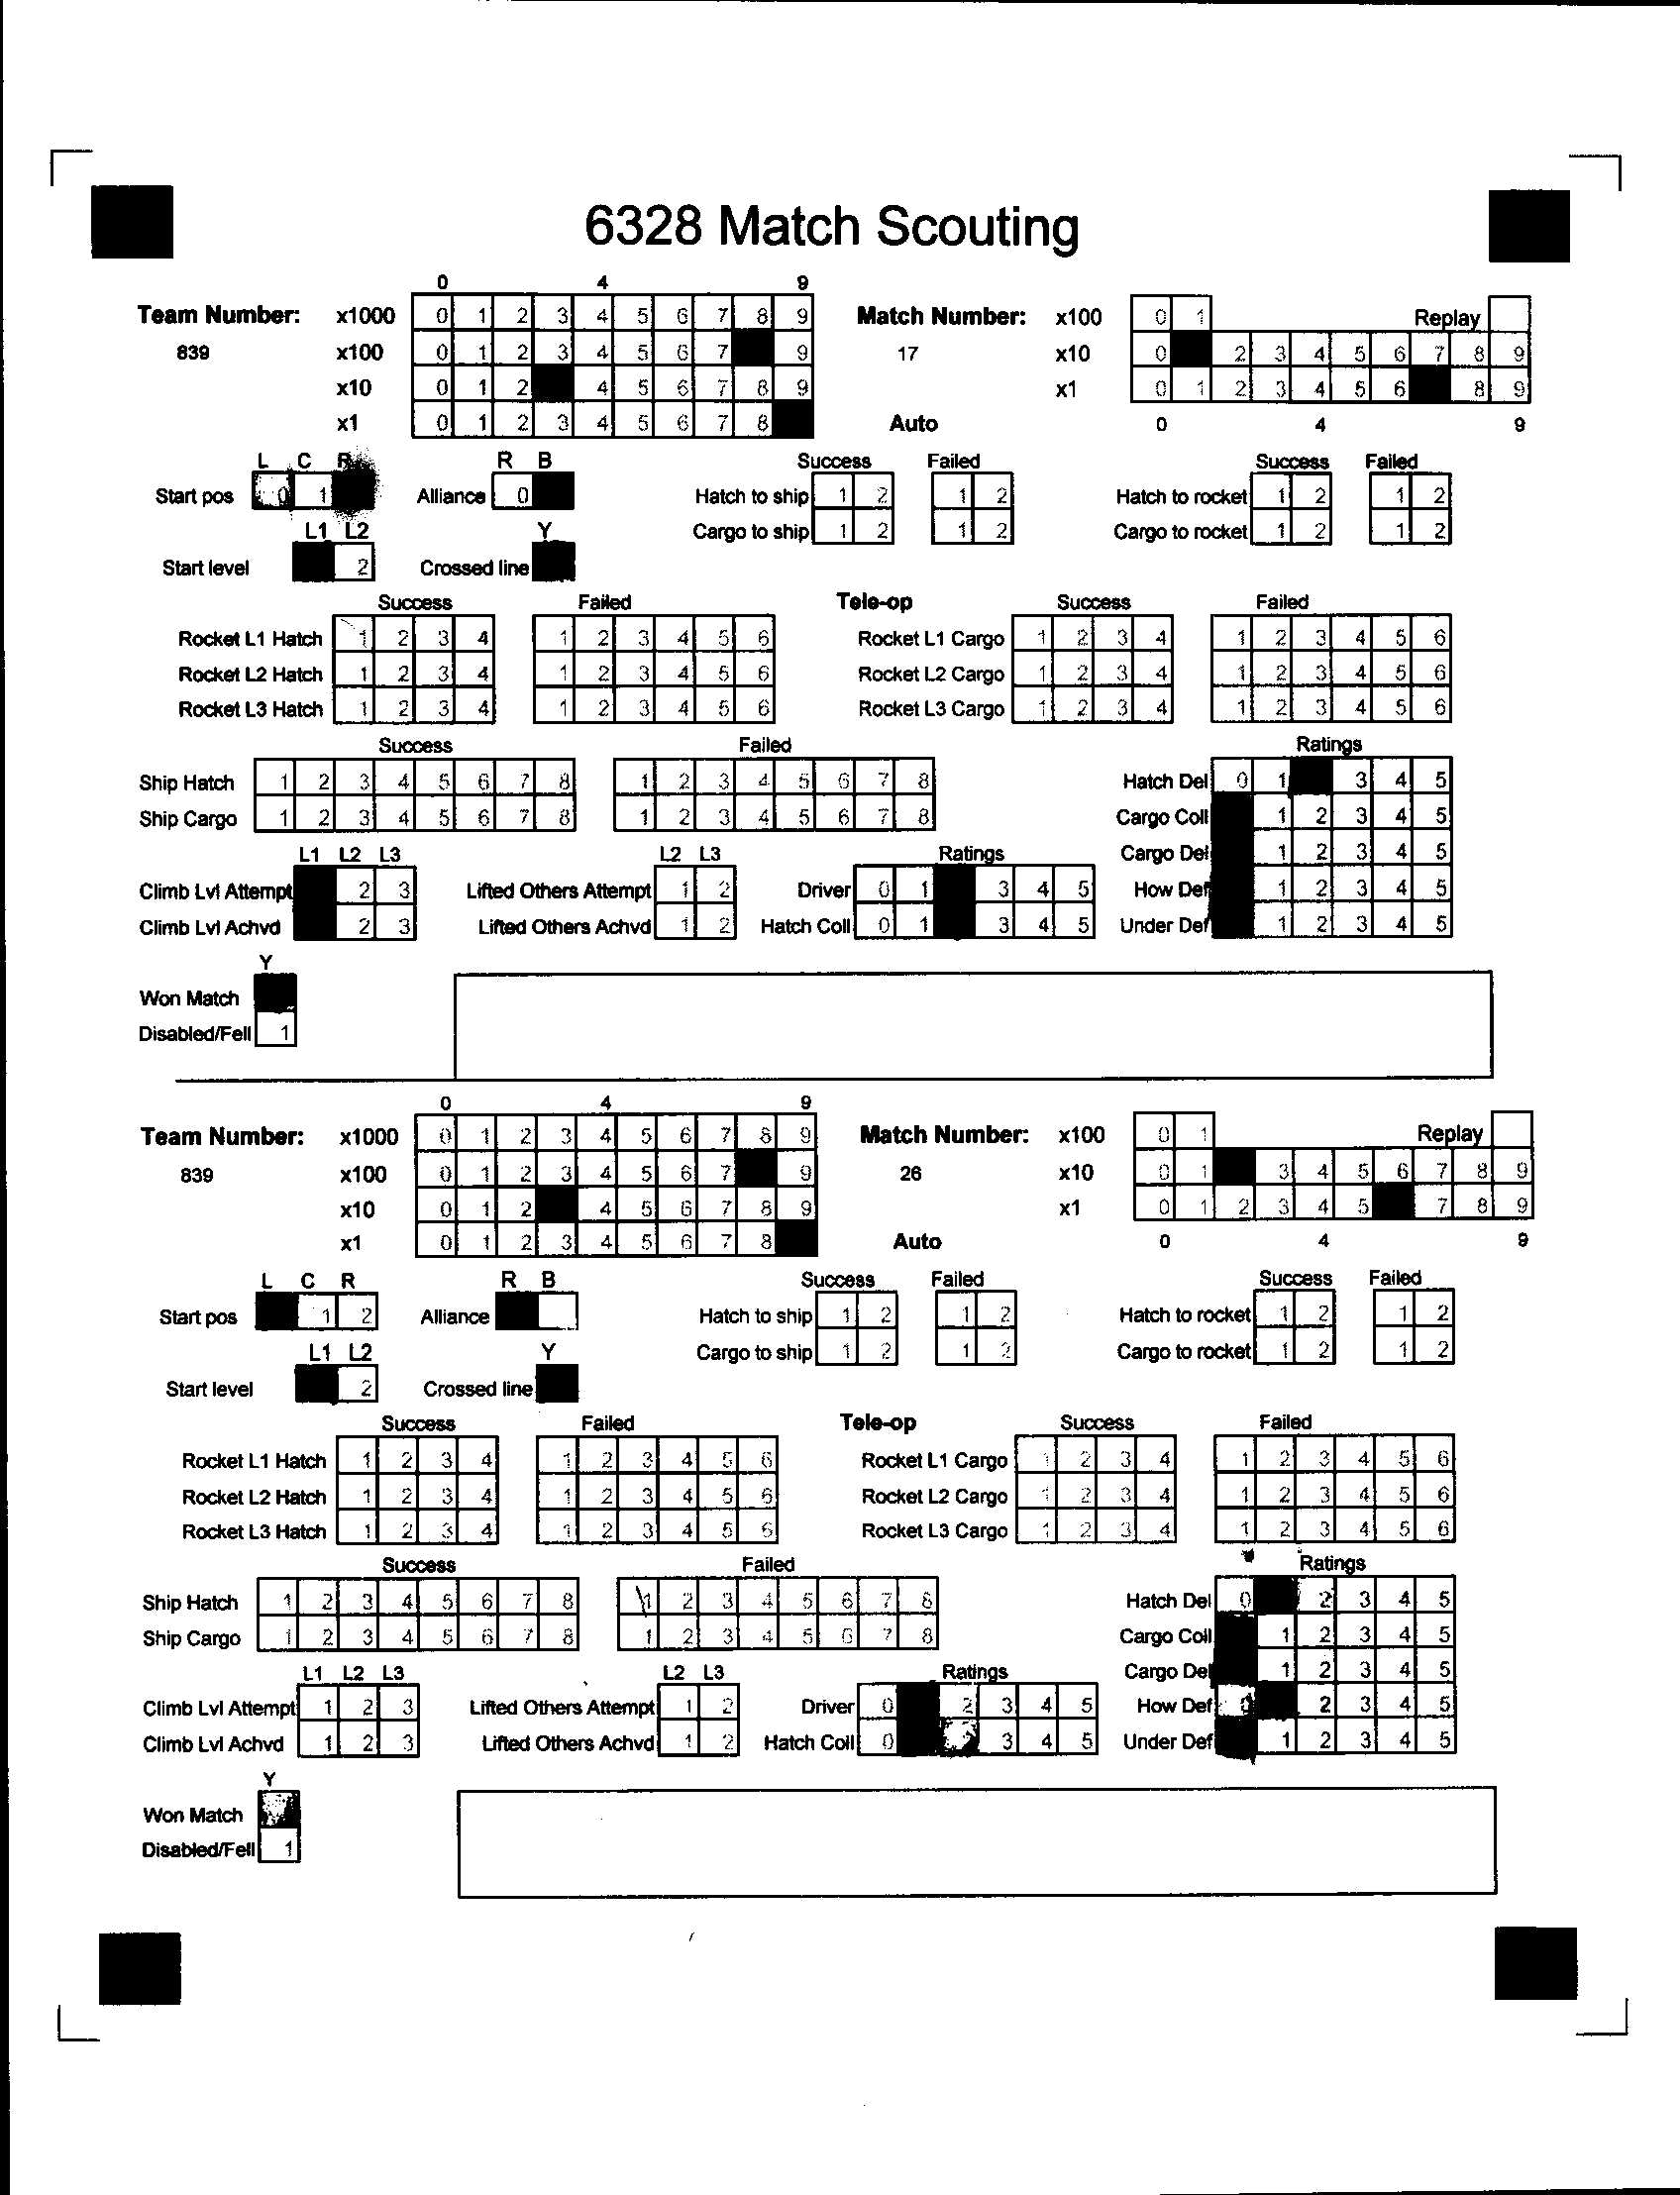 6328 Match Scouting
0 4 9
Team Number: x1000 0 1 2 3 4 5 6 7 8 9 Match Number: x100 0 1 Replay
839 x100 0 1 2 3 4 5 6 7 9 17 x10 0 2 3 4 5 6 7 8 9
x10 0 1 2 4 5 6 7 8 9 x1 0 1 2 3 4 5 6 8 9
x1 0 1 2 3 4 5 6 7 8 Auto 0 4 9
L C R R B Success Failed Success Failed
Start pos 0 1 Alliance 0 Hatch to ship 1 2 1 2 Hatch to rocket 1 2 1 2
L1 L2 Y Cargo to ship 1 2 1 2 Cargo to rocket 1 2 1 2
Start level 2 Crossed line
Success Failed Tele-op Success Failed
Rocket L1 Hatch 1 2 3 4 1 2 3 4 5 6 Rocket L1 Cargo 1 2 3 4 1 2 3 4 5 6
Rocket L2 Hatch 1 2 3 4 1 2 3 4 5 6 Rocket L2 Cargo 1 2 3 4 1 2 3 4 5 6
Rocket L3 Hatch 1 2 3 4 1 2 3 4 5 6 Rocket L3 Cargo 1 2 3 4 1 2 3 4 5 6
Success Failed Ratings
Ship Hatch 1 2 3 4 5 6 7 8 1 2 3 4 5 6 7 8 Hatch Del 0 1 3 4 5
Ship Cargo 1 2 3 4 5 6 7 8 1 2 3 4 5 6 7 8 Cargo Coll 1 2 3 4 5
L1 L2 L3 L2 L3 Ratings Cargo Del 1 2 3 4 5
Climb Lvl Attempt 2 3 Lifted Others Attempt 1 2 Driver 0 1 3 4 5 How Def 1 2 3 4 5
Climb Lvl Achvd 2 3 Lifted Others Achvd 1 2 Hatch Coll 0 1 3 4 5 Under Def 1 2 3 4 5
Y
Won Match
Disabled/Fell 1
0 4 9
Team Number: x1000 0 1 2 3 4 5 6 7 8 9 Match Number: x100 0 1 Replay
839 x100 0 1 2 3 4 5 6 7 9 26 x10 0 1 3 4 5 6 7 8 9
x10 0 1 2 4 5 6 7 8 9 x1 0 1 2 3 4 5 7 8 9
x1 0 1 2 3 4 5 6 7 8 Auto 0 4 9
L C R R B Success Failed Success Failed
Start pos 1 2 Alliance Hatch to ship 1 2 1 2 Hatch to rocket 1 2 1 2
L1 L2 Y Cargo to ship 1 2 1 2 Cargo to rocket 1 2 1 2
Start level 2 Crossed line
Success Failed Tele-op Success Failed
Rocket L1 Hatch 1 2 3 4 1 2 3 4 5 6 Rocket L1 Cargo 1 2 3 4 1 2 3 4 5 6
Rocket L2 Hatch 1 2 3 4 1 2 3 4 5 6 Rocket L2 Cargo 1 2 3 4 1 2 3 4 5 6
Rocket L3 Hatch 1 2 3 4 1 2 3 4 5 6 Rocket L3 Cargo 1 2 3 4 1 2 3 4 5 6
Success Failed Ratings
Ship Hatch 1 2 3 4 5 6 7 8 1 2 3 4 5 6 7 8 Hatch Del 0 2 3 4 5
Ship Cargo 1 2 3 4 5 6 7 8 1 2 3 4 5 6 7 8 Cargo Coll 1 2 3 4 5
L1 L2 L3 L2 L3 Ratings Cargo Del 1 2 3 4 5
Climb Lvl Attempt 1 2 3 Lifted Others Attempt 1 2 Driver 0 2 3 4 5 How Def 0 2 3 4 5
Climb Lvl Achvd 1 2 3 Lifted Others Achvd 1 2 Hatch Coll 0 3 4 5 Under Def 1 2 3 4 5
Y
Won Match
Disabled/Fell 1